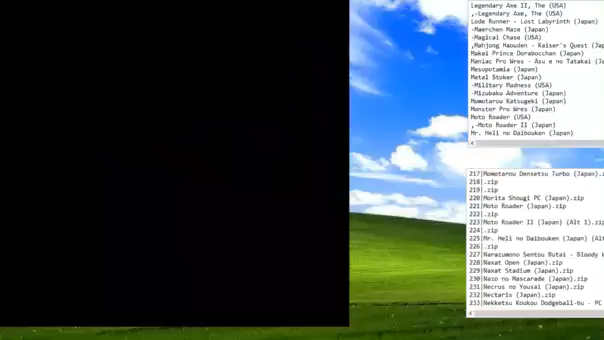 Legendary Axe II, The (USA)
,-Legendary Axe, The (USA)
Lode Runner - Lost Labyrinth (Japan)
-Maerchen Maze (Japan)
-Magical Chase (USA)
,Mahjong Haouden - Kaiser's Quest (Jap
Makai Prince Dorabocchan (Japan)
Maniac Pro Wres - Asu e no Tatakai (Ja
Mesopotamia (Japan)
Metal Stoker (Japan)
-Military Madness (USA)
-Mizubaku Adventure (Japan)
Momotarou Katsugeki (Japan)
Monster Pro Wres (Japan)
Moto Roader (USA)
,-Moto Roader II (Japan)
Mr. Heli no Daibouken (Japan)
217 Momotarou Densetsu Turbo (Japan).z
218 .zip
219 .zip
220 Morita Shougi PC (Japan).zip
221 Moto Roader (Japan).zip
222 .zip
223 Moto Roader II (Japan) (Alt 1).zip
224 .zip
225 Mr. Heli no Daibouken (Japan) (Alt
226 .zip
227 Narazumono Sentou Butai - Bloody W
228 Naxat Open (Japan).zip
229 Naxat Stadium (Japan).zip
230 Nazo no Mascarade (Japan).zip
231 Necros no Yousai (Japan).zip
232 Nectaris (Japan).zip
233 Nekketsu Koukou Dodgeball-bu - PC